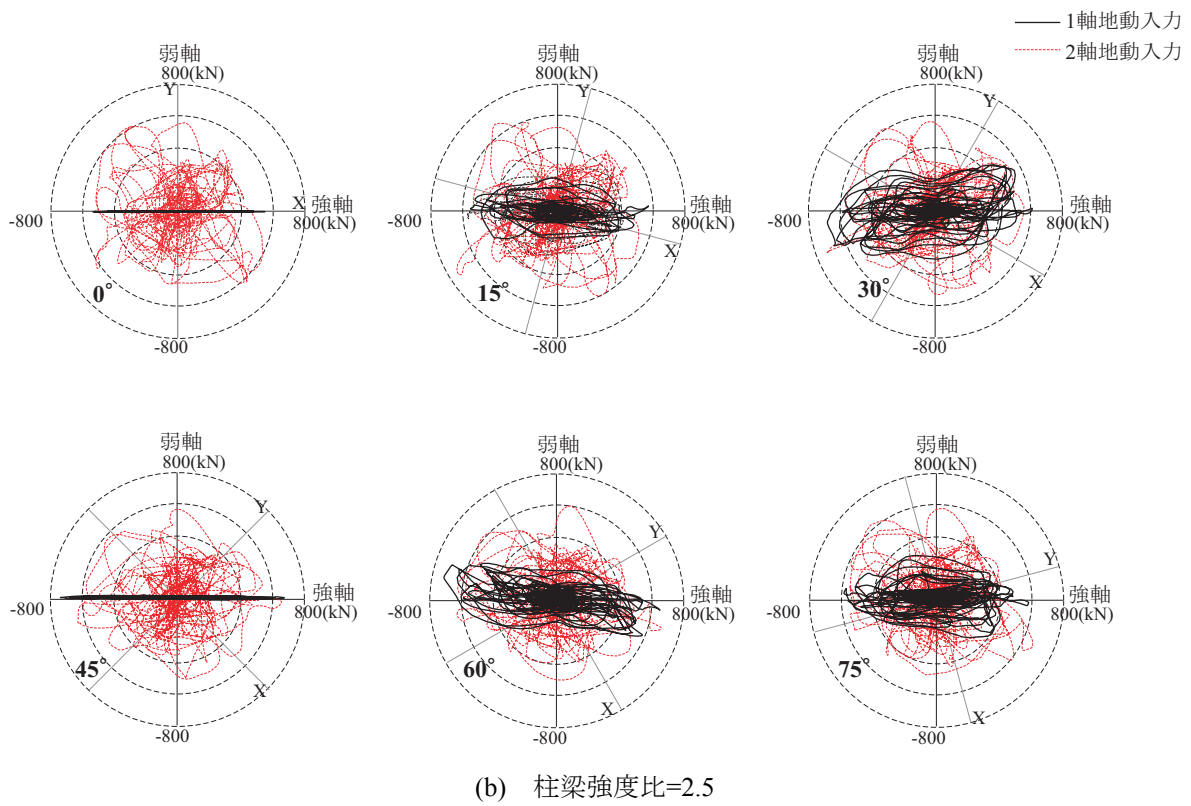 1軸地動入力
2軸地動入力
弱軸
800(kN)
Y
X 強軸
-800
800(kN)
0°
-800
弱軸
800(kN)
Y
強軸
-800
800(kN)
X
15°
-800
弱軸
800(kN)
Y
強軸
-800
800(kN)
X
30°
-800
弱軸
800(kN)
Y
強軸
-800
800(kN)
45°
X
-800
弱軸
800(kN)
Y
強軸
-800
800(kN)
60°
X
-800
弱軸
800(kN)
Y
強軸
-800
800(kN)
75°
X
-800
(b) 柱梁強度比=2.5